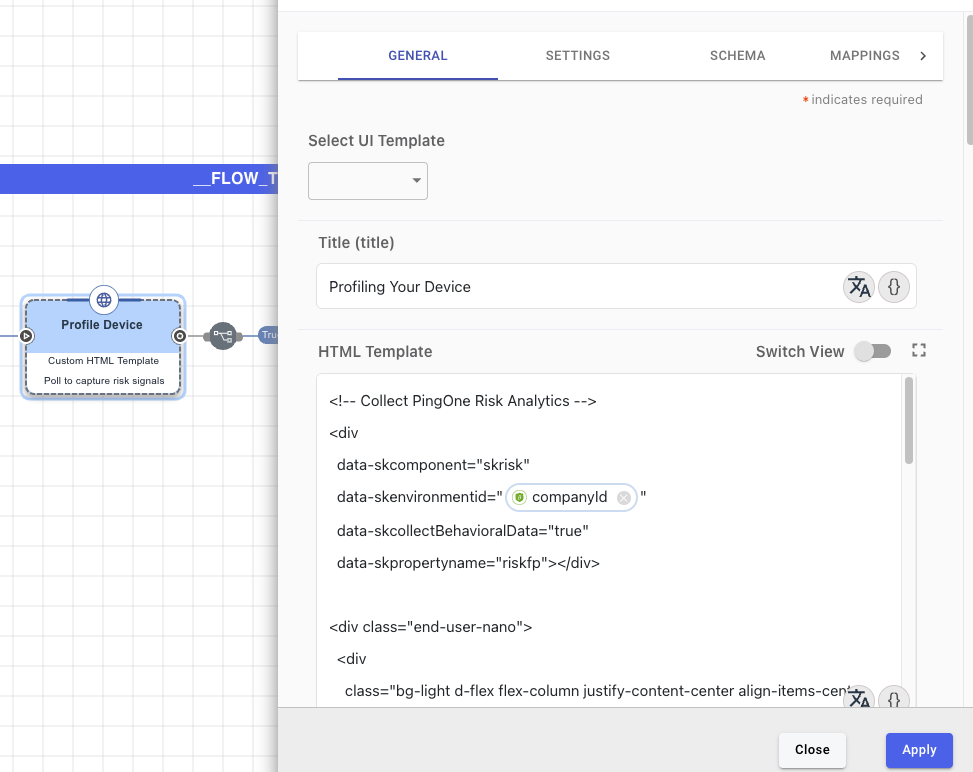 GENERAL SETTINGS SCHEMA MAPPINGS
* indicates required
Select UI Template
__FLOW_T
Title (title)
Profiling Your Device
{}
Profile Device
Custom HTML Template
Poll to capture risk signals
Tru
HTML Template
Switch View
<!-- Collect PingOne Risk Analytics -->
<div
data-skcomponent="skrisk"
data-skenvironmentid=" companyId "
data-skcollectBehavioralData="true"
data-skpropertyname="riskfp"></div>
<div class="end-user-nano">
<div
class="bg-light d-flex flex-column justify-content-center align-items-cent
{}
Close Apply